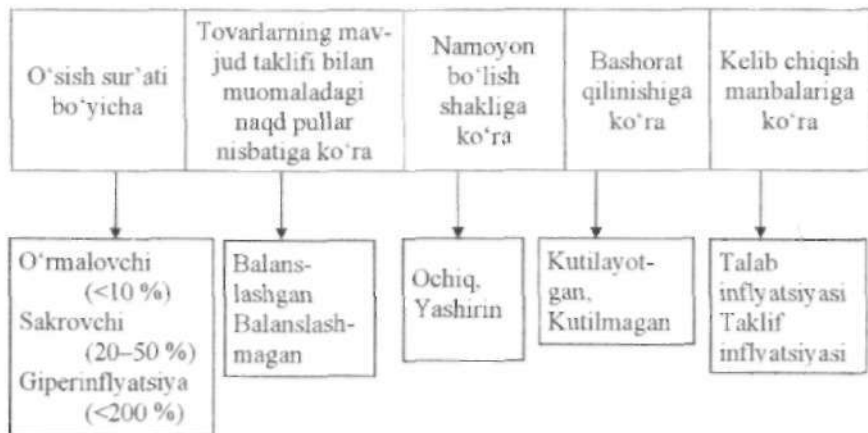 O‘sish sur’ati
bo‘yicha
Tovarlarning mav-
jud taklifi bilan
muomaladagi
naqd pullar
nisbatiga ko‘ra
Namoyon
bo‘lish
shakliga
ko‘ra
Bashorat
qilinishiga
ko‘ra
Kelib chiqish
manbalariga
ko‘ra
O‘rmalovchi
(<10 %)
Sakrovchi
(20–50 %)
Giperinflyatsiya
(<200 %)
Balans-
lashgan
Balanslash-
magan
Ochiq,
Yashirin
Kutilayot-
gan,
Kutilmagan
Talab
inflyatsiyasi
Taklif
inflyatsiyasi